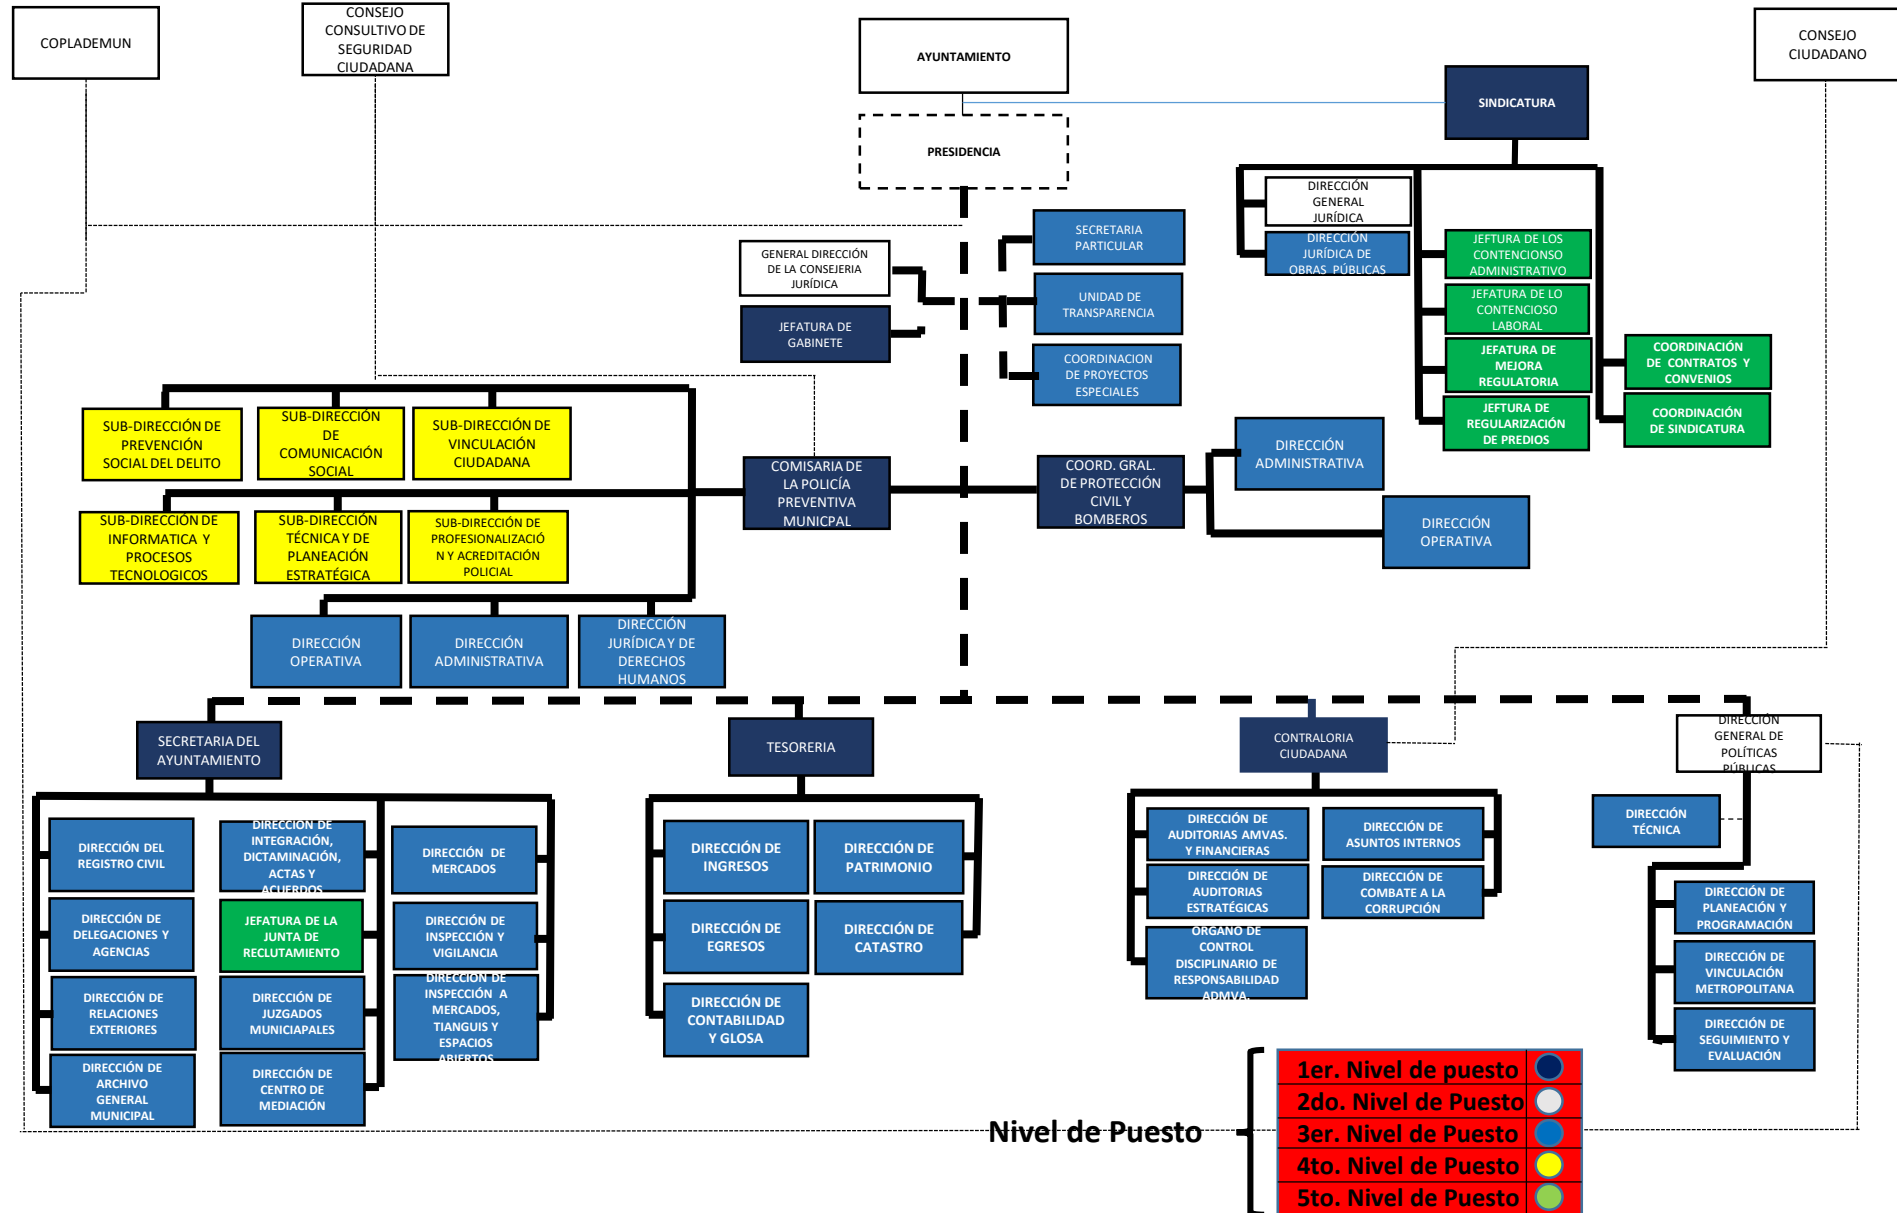 COPLADEMUN
CONSEJO
CONSULTIVO DE
SEGURIDAD
CIUDADANA
AYUNTAMIENTO
CONSEJO
CIUDADANO
SINDICATURA
PRESIDENCIA
DIRECCIÓN
GENERAL
JURÍDICA
DIRECCIÓN
JURÍDICA DE
OBRAS PÚBLICAS
JEFTURA DE LOS
CONTENCIONSO
ADMINISTRATIVO
JEFATURA DE LO
CONTENCIOSO
LABORAL
JEFATURA DE
MEJORA
REGULATORIA
JEFTURA DE
REGULARIZACIÓN
DE PREDIOS
COORDINACIÓN
DE CONTRATOS Y
CONVENIOS
COORDINACIÓN
DE SINDICATURA
SECRETARIA
PARTICULAR
GENERAL DIRECCIÓN
DE LA CONSEJERIA
JURÍDICA
UNIDAD DE
TRANSPARENCIA
JEFATURA DE
GABINETE
COORDINACION
DE PROYECTOS
ESPECIALES
SUB-DIRECCIÓN DE
PREVENCIÓN
SOCIAL DEL DELITO
SUB-DIRECCIÓN
DE
COMUNICACIÓN
SOCIAL
SUB-DIRECCIÓN DE
VINCULACIÓN
CIUDADANA
COMISARIA DE
LA POLICÍA
PREVENTIVA
MUNICPAL
COORD. GRAL.
DE PROTECCIÓN
CIVIL Y
BOMBEROS
DIRECCIÓN
ADMINISTRATIVA
DIRECCIÓN
OPERATIVA
SUB-DIRECCIÓN DE
INFORMATICA Y
PROCESOS
TECNOLOGICOS
SUB-DIRECCIÓN
TÉCNICA Y DE
PLANEACIÓN
ESTRATÉGICA
SUB-DIRECCIÓN DE
PROFESIONALIZACIÓ
N Y ACREDITACIÓN
POLICIAL
DIRECCIÓN
OPERATIVA
DIRECCIÓN
ADMINISTRATIVA
DIRECCIÓN
JURÍDICA Y DE
DERECHOS
HUMANOS
SECRETARIA DEL
AYUNTAMIENTO
TESORERIA
CONTRALORIA
CIUDADANA
DIRECCIÓN
GENERAL DE
POLÍTICAS
PÚBLICAS
DIRECCIÓN DEL
REGISTRO CIVIL
DIRECCIÓN DE
INTEGRACIÓN,
DICTAMINACIÓN,
ACTAS Y
ACUERDOS
DIRECCIÓN DE
MERCADOS
DIRECCIÓN DE
DELEGACIONES Y
AGENCIAS
JEFATURA DE LA
JUNTA DE
RECLUTAMIENTO
DIRECCIÓN DE
INSPECCIÓN Y
VIGILANCIA
DIRECCIÓN DE
RELACIONES
EXTERIORES
DIRECCIÓN DE
JUZGADOS
MUNICIAPALES
DIRECCIÓN DE
INSPECCIÓN A
MERCADOS,
TIANGUIS Y
ESPACIOS
ABIERTOS
DIRECCIÓN DE
ARCHIVO
GENERAL
MUNICIPAL
DIRECCIÓN DE
CENTRO DE
MEDIACIÓN
DIRECCIÓN DE
INGRESOS
DIRECCIÓN DE
PATRIMONIO
DIRECCIÓN DE
EGRESOS
DIRECCIÓN DE
CATASTRO
DIRECCIÓN DE
CONTABILIDAD
Y GLOSA
DIRECCIÓN DE
AUDITORIAS AMVAS.
Y FINANCIERAS
DIRECCIÓN DE
ASUNTOS INTERNOS
DIRECCIÓN DE
AUDITORIAS
ESTRATÉGICAS
DIRECCIÓN DE
COMBATE A LA
CORRUPCIÓN
ORGANO DE
CONTROL
DISCIPLINARIO DE
RESPONSABILIDAD
ADMVA.
DIRECCIÓN
TÉCNICA
DIRECCIÓN DE
PLANEACIÓN Y
PROGRAMACIÓN
DIRECCIÓN DE
VINCULACIÓN
METROPOLITANA
DIRECCIÓN DE
SEGUIMIENTO Y
EVALUACIÓN
Nivel de Puesto
1er. Nivel de puesto
2do. Nivel de Puesto
3er. Nivel de Puesto
4to. Nivel de Puesto
5to. Nivel de Puesto